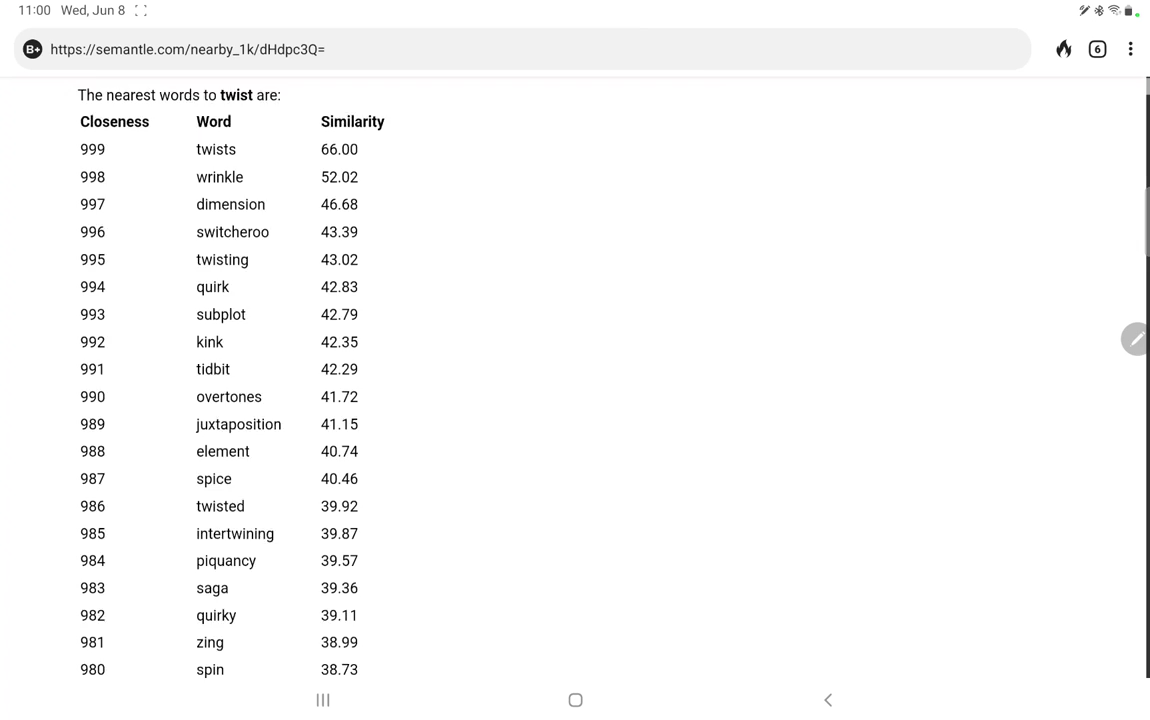 11:00 Wed, Jun 8
B+ https://semantle.com/nearby_1k/dHdpc3Q= 6
The nearest words to twist are:
Closeness Word Similarity
999 twists 66.00
998 wrinkle 52.02
997 dimension 46.68
996 switcheroo 43.39
995 twisting 43.02
994 quirk 42.83
993 subplot 42.79
992 kink 42.35
991 tidbit 42.29
990 overtones 41.72
989 juxtaposition 41.15
988 element 40.74
987 spice 40.46
986 twisted 39.92
985 intertwining 39.87
984 piquancy 39.57
983 saga 39.36
982 quirky 39.11
981 zing 38.99
980 spin 38.73